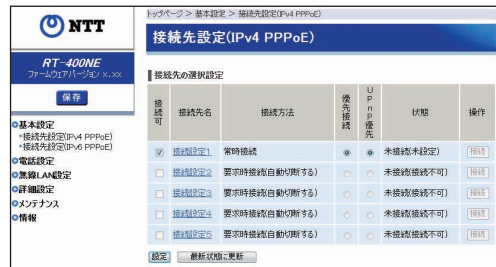 NTT
トップページ > 基本設定 > 接続先設定(IPv4 PPPoE)
接続先設定(IPv4 PPPoE)
RT-400NE
ファームウェアバージョン x.xx
保存
基本設定
接続先設定(IPv4 PPPoE)
接続先設定(IPv6 PPPoE)
電話設定
無線LAN設定
詳細設定
メンテナンス
情報
接続先の選択設定
接続可 接続先名 接続方法 優先接続 UPnP優先 状態 操作
接続設定1 常時接続 未接続(未設定) 接続
接続設定2 要求時接続(自動切断する) 未接続(接続不可) 接続
接続設定3 要求時接続(自動切断する) 未接続(接続不可) 接続
接続設定4 要求時接続(自動切断する) 未接続(接続不可) 接続
接続設定5 要求時接続(自動切断する) 未接続(接続不可) 接続
設定 最新状態に更新